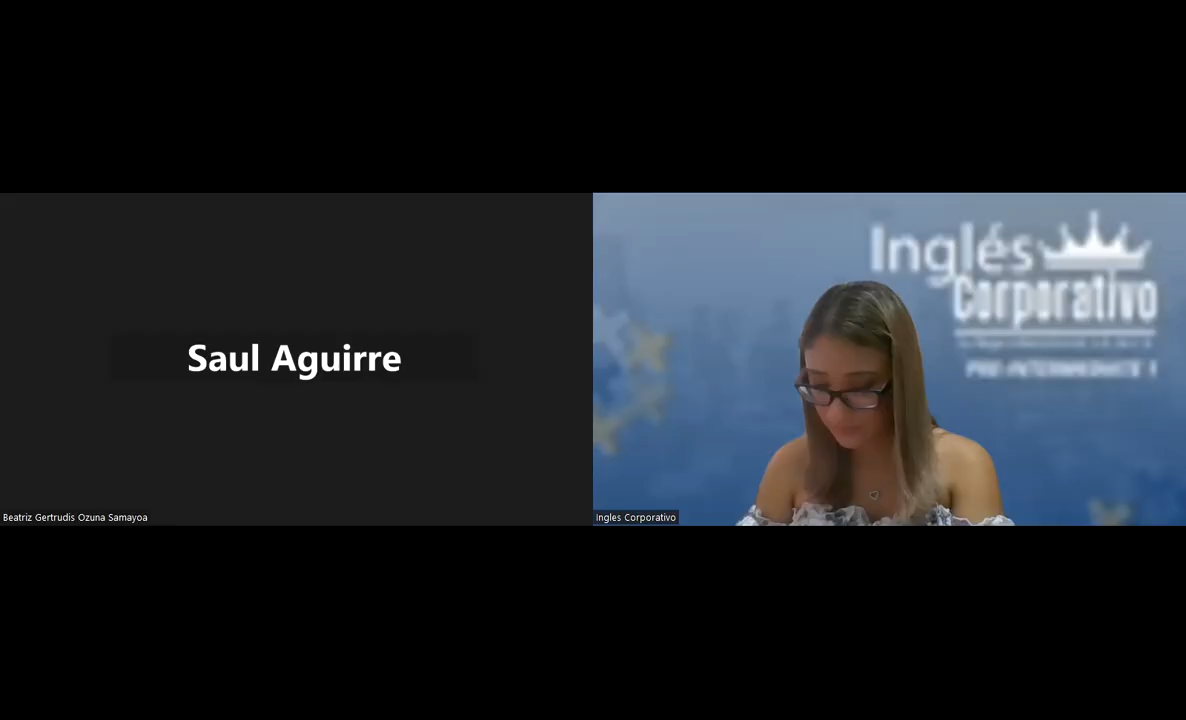 Saul Aguirre
Beatriz Gertrudis Ozuna Samayoa
Inglés
Corporativo
PRE-INTERMEDIATE 1
Ingles Corporativo